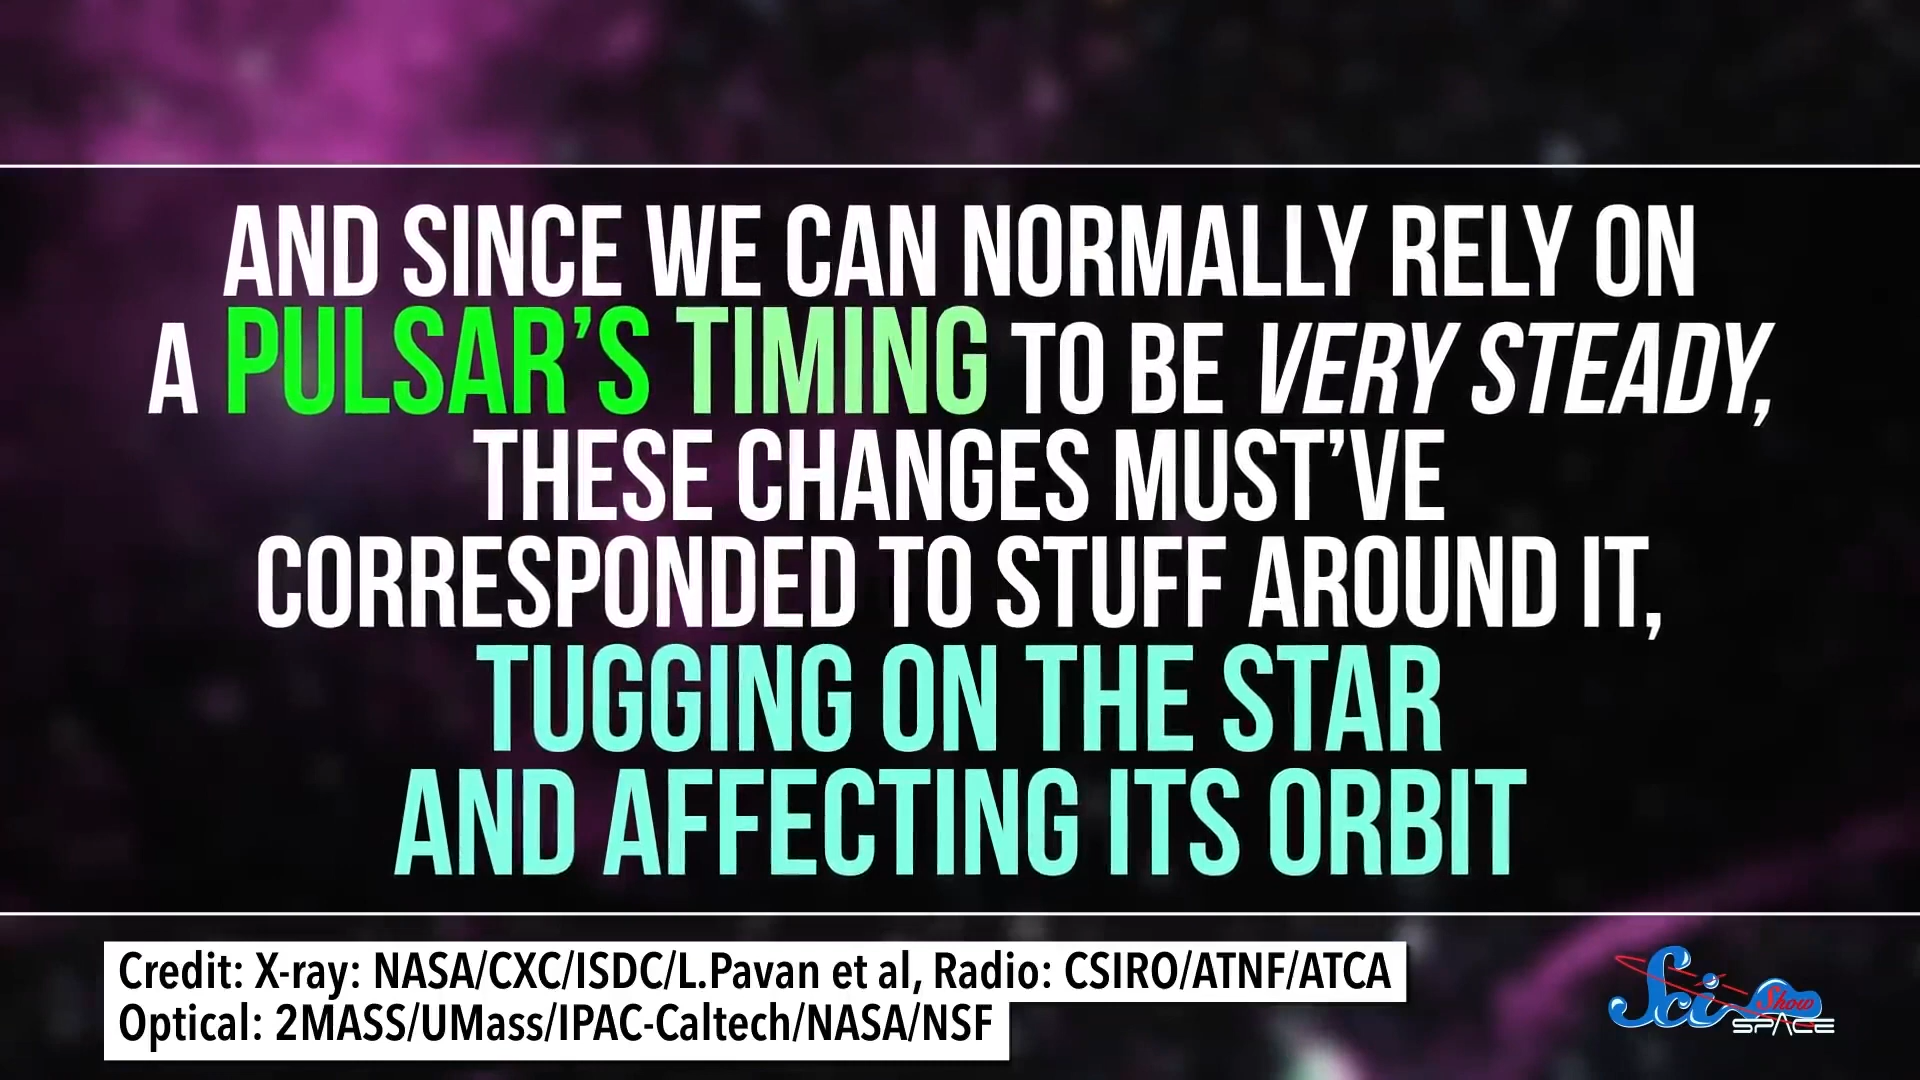 AND SINCE WE CAN NORMALLY RELY ON
A PULSAR'S TIMING TO BE VERY STEADY,
THESE CHANGES MUST'VE
CORRESPONDED TO STUFF AROUND IT,
TUGGING ON THE STAR
AND AFFECTING ITS ORBIT
Credit: X-ray: NASA/CXC/ISDC/L.Pavan et al, Radio: CSIRO/ATNF/ATCA
Optical: 2MASS/UMass/IPAC-Caltech/NASA/NSF
Sci Show
SPACE